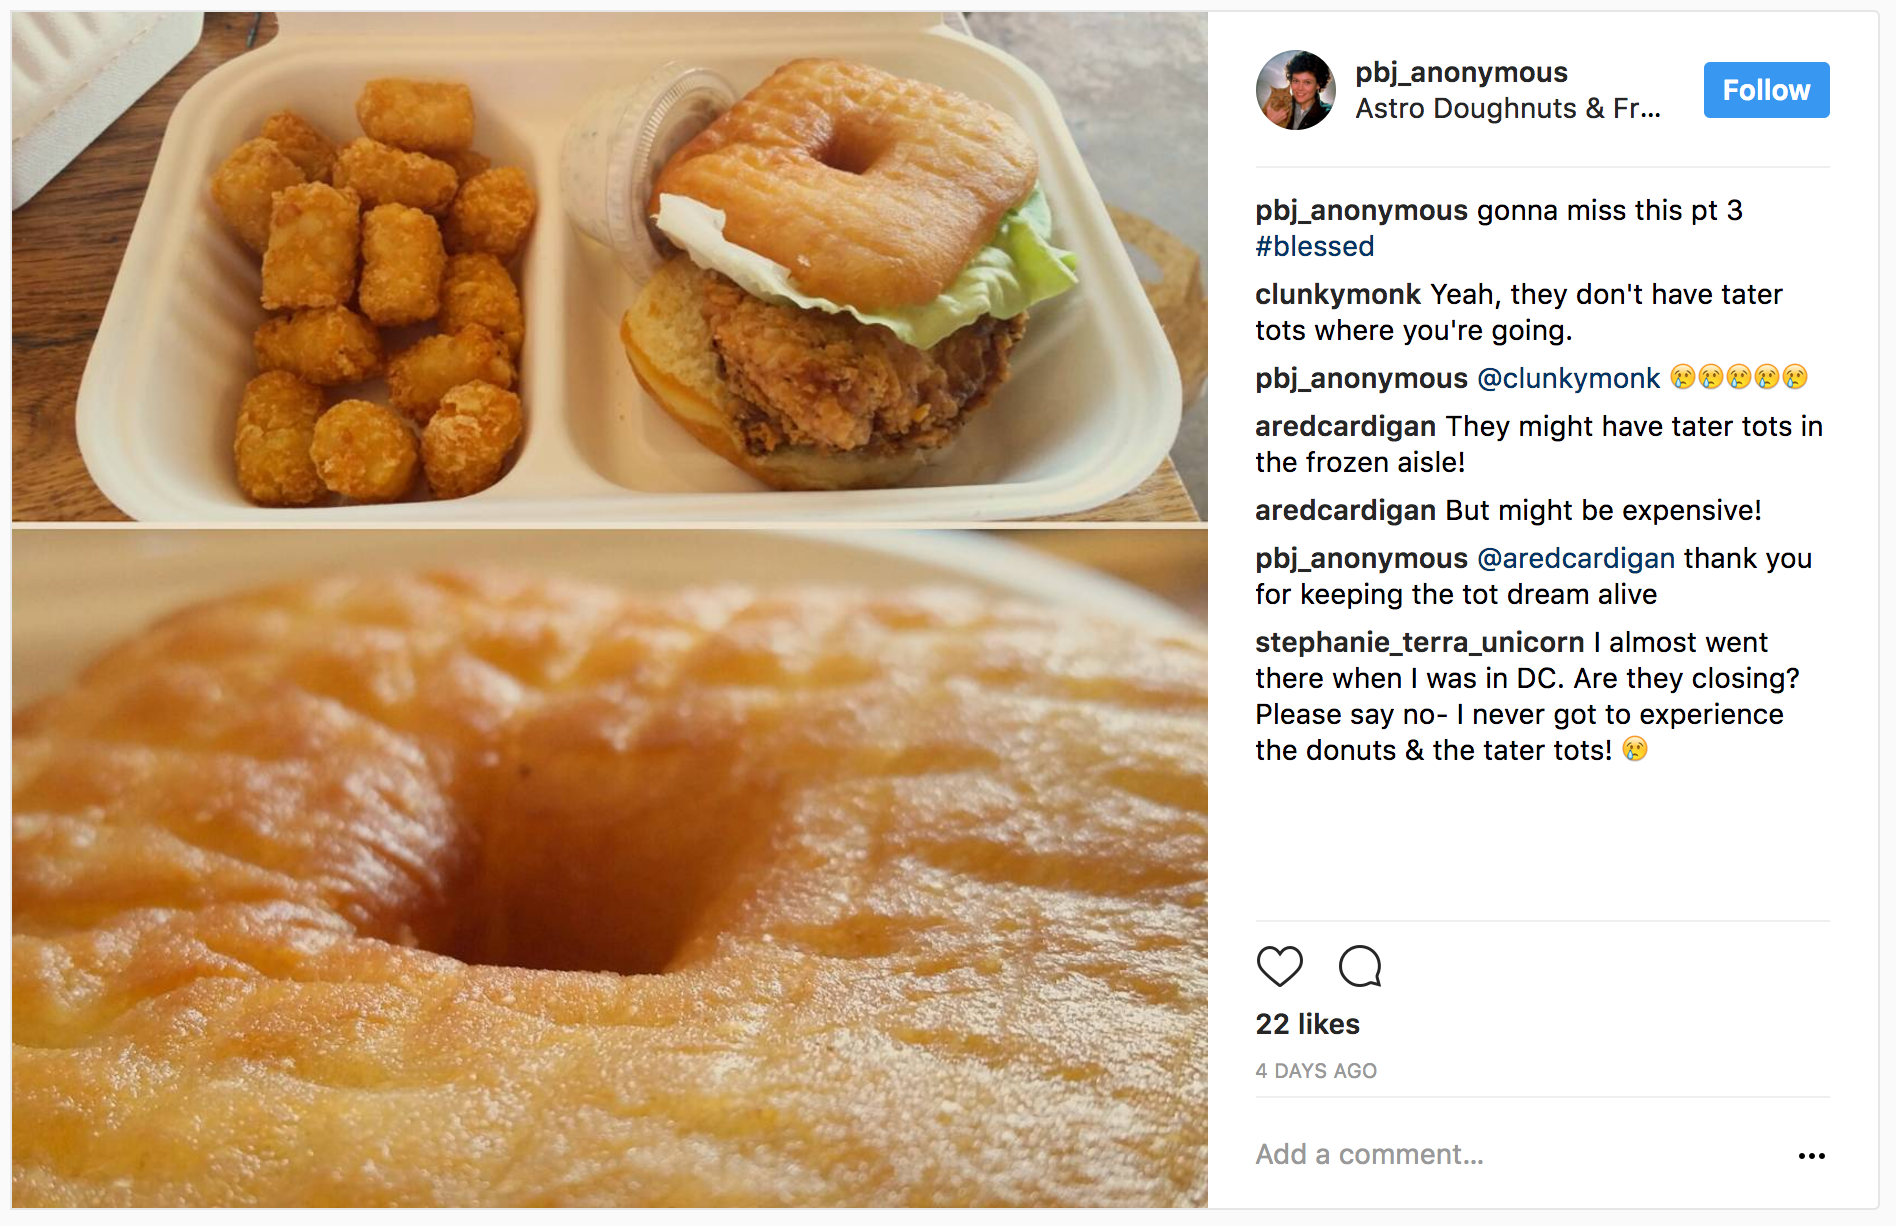 pbj_anonymous
Astro Doughnuts & Fr...
Follow
pbj_anonymous gonna miss this pt 3
#blessed
clunkymonk Yeah, they don't have tater
tots where you're going.
pbj_anonymous @clunkymonk 😢😢😢😢😢
aredcardigan They might have tater tots in
the frozen aisle!
aredcardigan But might be expensive!
pbj_anonymous @aredcardigan thank you
for keeping the tot dream alive
stephanie_terra_unicorn I almost went
there when I was in DC. Are they closing?
Please say no- I never got to experience
the donuts & the tater tots! 😢
22 likes
4 DAYS AGO
Add a comment...